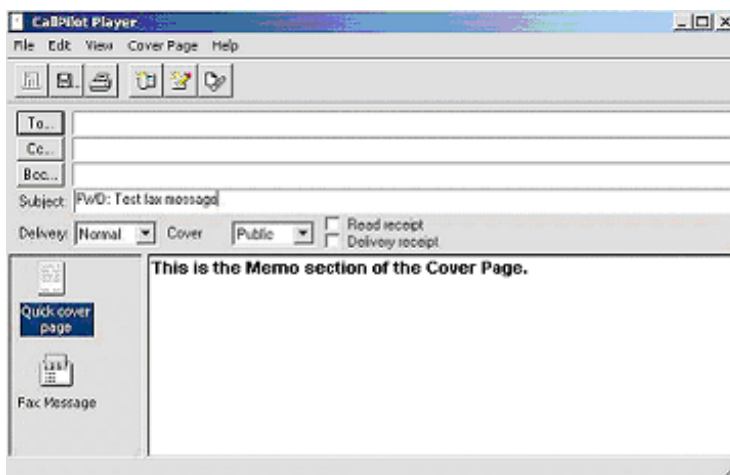 CallPilot Player
File Edit View Cover Page Help
To...
Cc...
Bcc...
Subject: FWD: Test fax message
Delivery: Normal Cover Public Read receipt
Delivery receipt
This is the Memo section of the Cover Page.
Quick cover
page
Fax Message